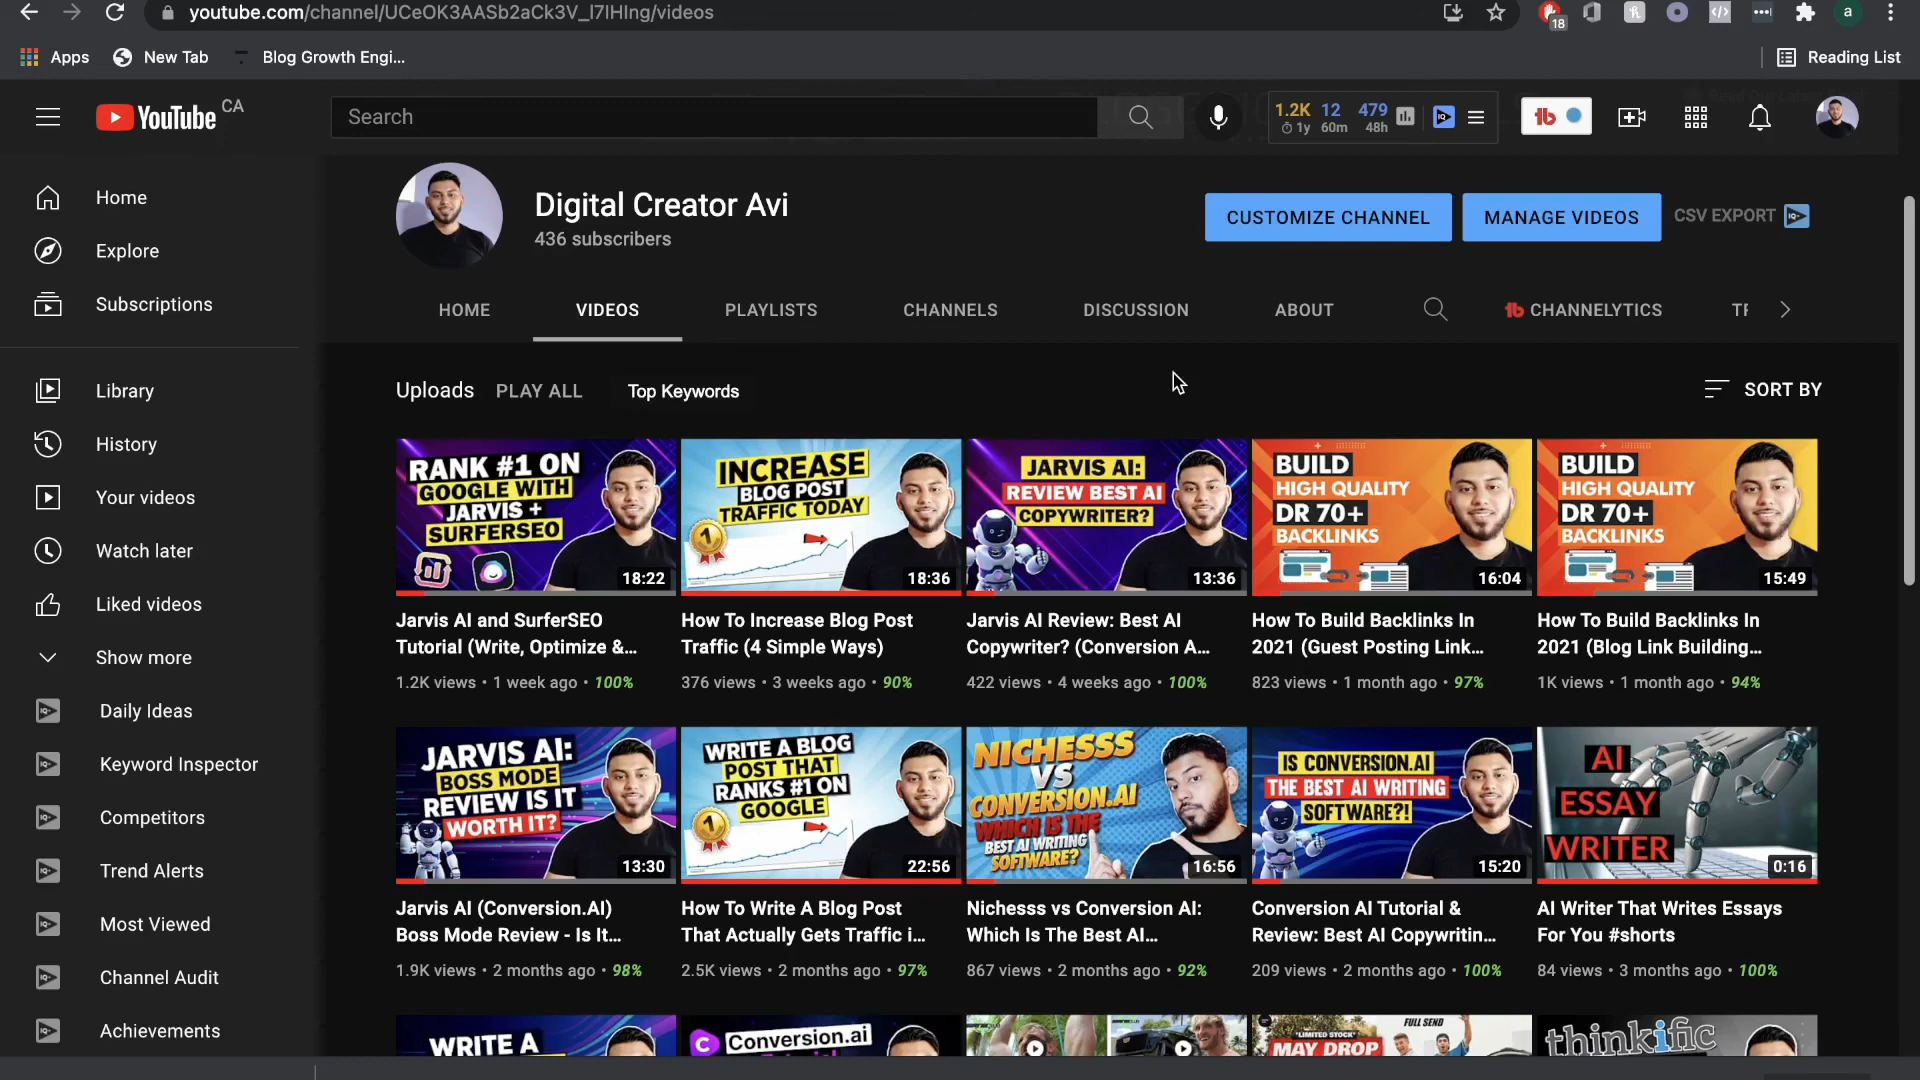 youtube.com/channel/UCeOK3AASb2aCk3V_I7IHIng/videos
18
a
Apps
New Tab
Blog Growth Engi...
Reading List
YouTube CA
Search
1.2K 12 479
1y 60m 48h
Home
Explore
Subscriptions
Library
History
Your videos
Watch later
Liked videos
Show more
Daily Ideas
Keyword Inspector
Competitors
Trend Alerts
Most Viewed
Channel Audit
Achievements
Digital Creator Avi
436 subscribers
CUSTOMIZE CHANNEL
MANAGE VIDEOS
CSV EXPORT
HOME
VIDEOS
PLAYLISTS
CHANNELS
DISCUSSION
ABOUT
CHANNELYTICS
Uploads
PLAY ALL
Top Keywords
SORT BY
RANK #1 ON
GOOGLE WITH
JARVIS +
SURFERSEO
18:22
Jarvis AI and SurferSEO
Tutorial (Write, Optimize &...
1.2K views • 1 week ago • 100%
INCREASE
BLOG POST
TRAFFIC TODAY
1
18:36
How To Increase Blog Post
Traffic (4 Simple Ways)
376 views • 3 weeks ago • 90%
JARVIS AI:
REVIEW BEST AI
COPYWRITER?
13:36
Jarvis AI Review: Best AI
Copywriter? (Conversion A...
422 views • 4 weeks ago • 100%
BUILD
HIGH QUALITY
DR 70+
BACKLINKS
16:04
How To Build Backlinks In
2021 (Guest Posting Link...
823 views • 1 month ago • 97%
BUILD
HIGH QUALITY
DR 70+
BACKLINKS
15:49
How To Build Backlinks In
2021 (Blog Link Building...
1K views • 1 month ago • 94%
JARVIS AI:
BOSS MODE
REVIEW IS IT
WORTH IT?
13:30
Jarvis AI (Conversion.AI)
Boss Mode Review - Is It...
1.9K views • 2 months ago • 98%
WRITE A BLOG
POST THAT
RANKS #1 ON
GOOGLE
1
22:56
How To Write A Blog Post
That Actually Gets Traffic i...
2.5K views • 2 months ago • 97%
NICHESSS
VS
CONVERSION.AI
WHICH IS THE
BEST AI WRITING
SOFTWARE?
16:56
Nichesss vs Conversion AI:
Which Is The Best AI...
867 views • 2 months ago • 92%
IS CONVERSION.AI
THE BEST AI WRITING
SOFTWARE?!
15:20
Conversion AI Tutorial &
Review: Best AI Copywritin...
209 views • 2 months ago • 100%
AI
ESSAY
WRITER
0:16
AI Writer That Writes Essays
For You #shorts
84 views • 3 months ago • 100%
WRITE A
Conversion.ai
FULL SEND
"LIMITED STOCK"
MAY DROP
thinkific